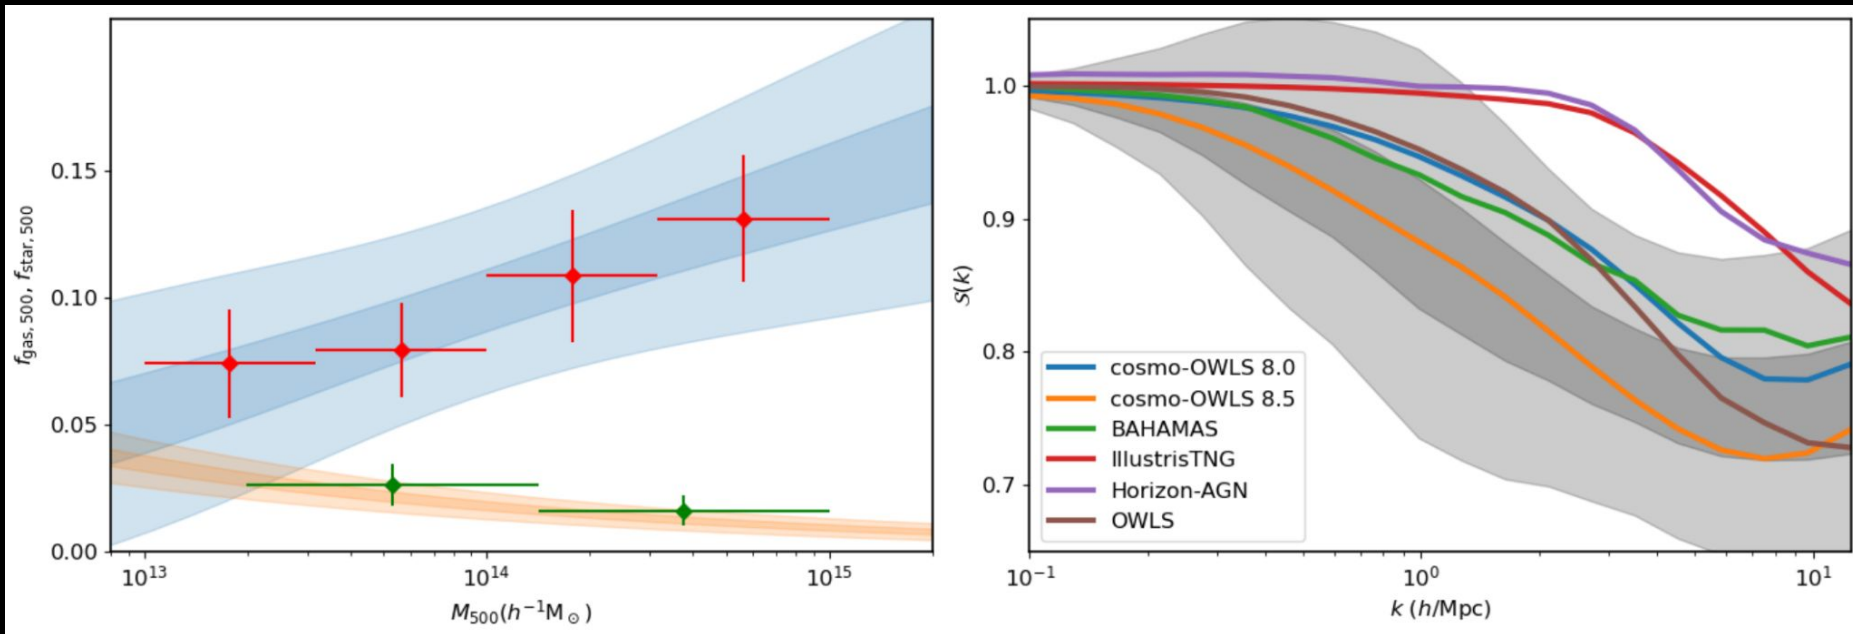 0.15
0.10
0.05
0.00
f_gas,500, f_star,500
10^13
10^14
10^15
M_500(h^−1 M_⊙)
1.0
0.9
0.8
0.7
S(k)
cosmo-OWLS 8.0
cosmo-OWLS 8.5
BAHAMAS
IllustrisTNG
Horizon-AGN
OWLS
10^−1
10^0
10^1
k (h/Mpc)